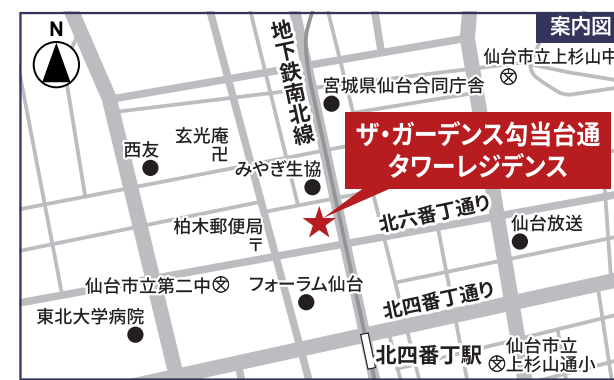 案内図
N
地下鉄南北線
仙台市立上杉山中
宮城県仙台合同庁舎
ザ・ガーデンス勾当台通
タワーレジデンス
西友
玄光庵
卍
みやぎ生協
柏木郵便局
〒
北六番丁通り
仙台放送
仙台市立第二中
フォーラム仙台
北四番丁通り
東北大学病院
北四番丁駅
仙台市立
上杉山通小